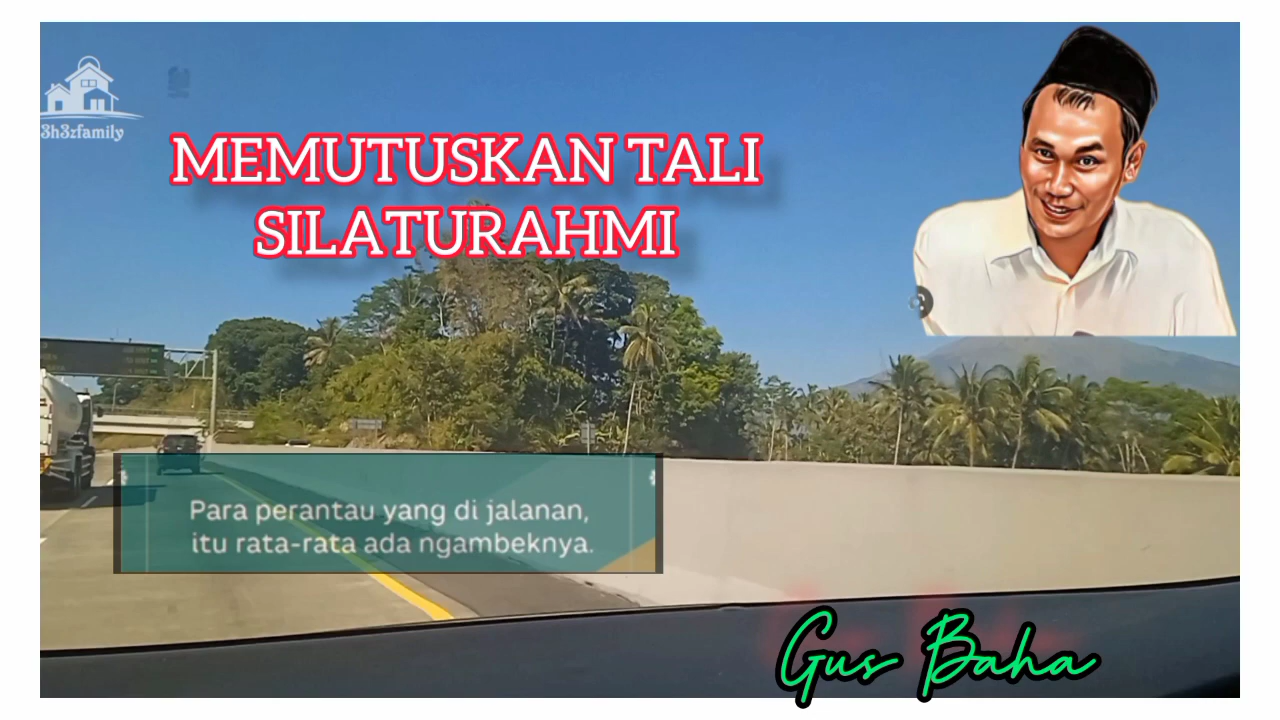 3h3zfamily
MEMUTUSKAN TALI
SILATURAHMI
Para perantau yang di jalanan,
itu rata-rata ada ngambeknya.
Gus Baha